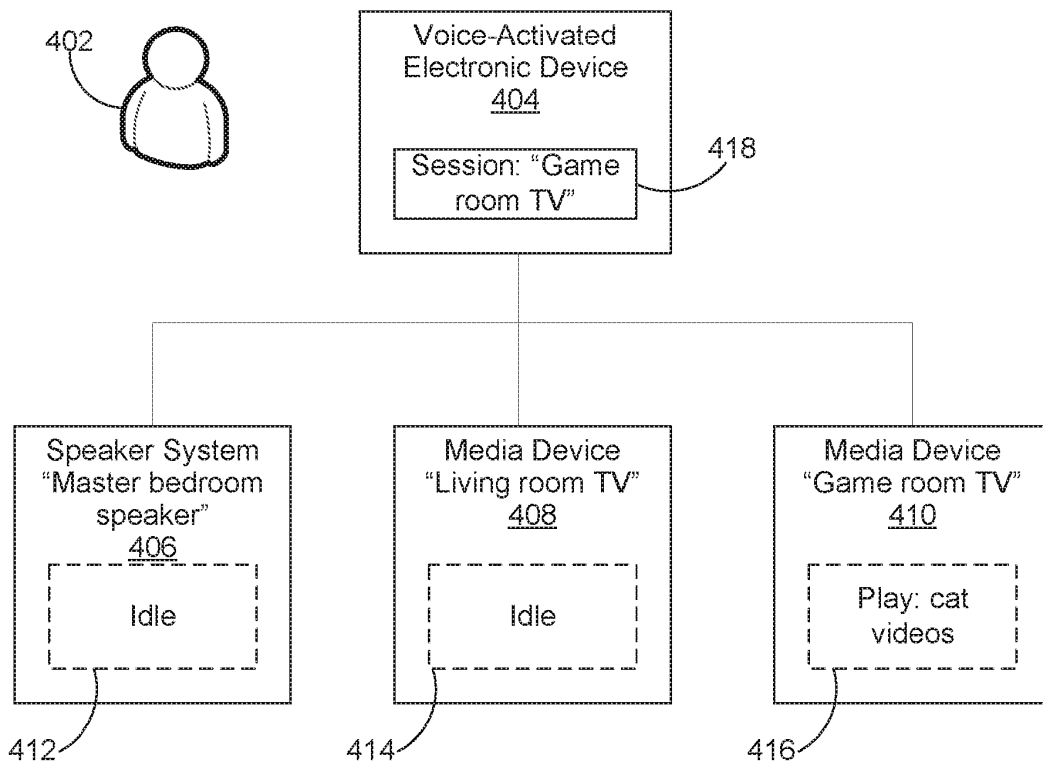 402
Voice-Activated
Electronic Device
404
Session: “Game
room TV”
418
Speaker System
“Master bedroom
speaker”
406
Idle
412
Media Device
“Living room TV”
408
Idle
414
Media Device
“Game room TV”
410
Play: cat
videos
416